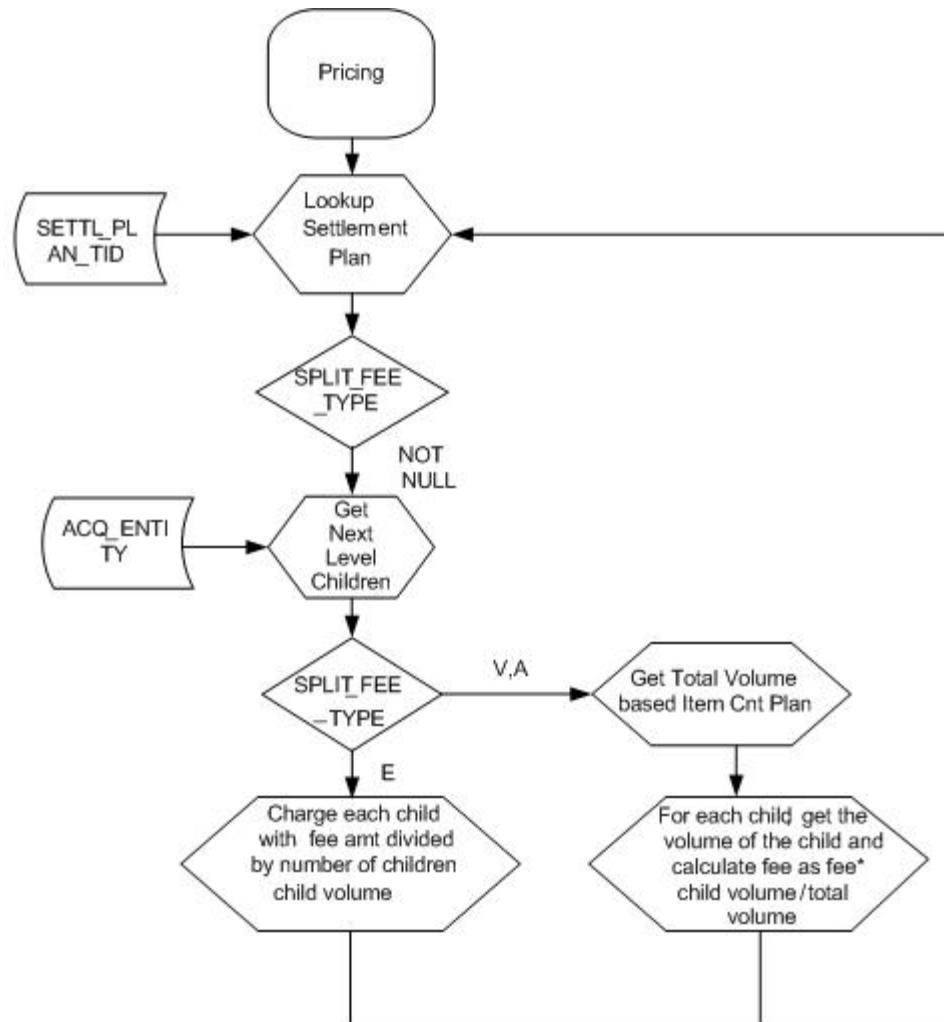 Pricing
Lookup
Settlement
Plan
SETTL_PL
AN_TID
SPLIT_FEE
_TYPE
NOT
NULL
Get
Next
Level
Children
ACQ_ENTI
TY
SPLIT_FEE
_TYPE
V,A
Get Total Volume
based Item Cnt Plan
E
Charge each child
with fee amt divided
by number of children
child volume
For each child, get the
volume of the child and
calculate fee as fee*
child volume/total
volume